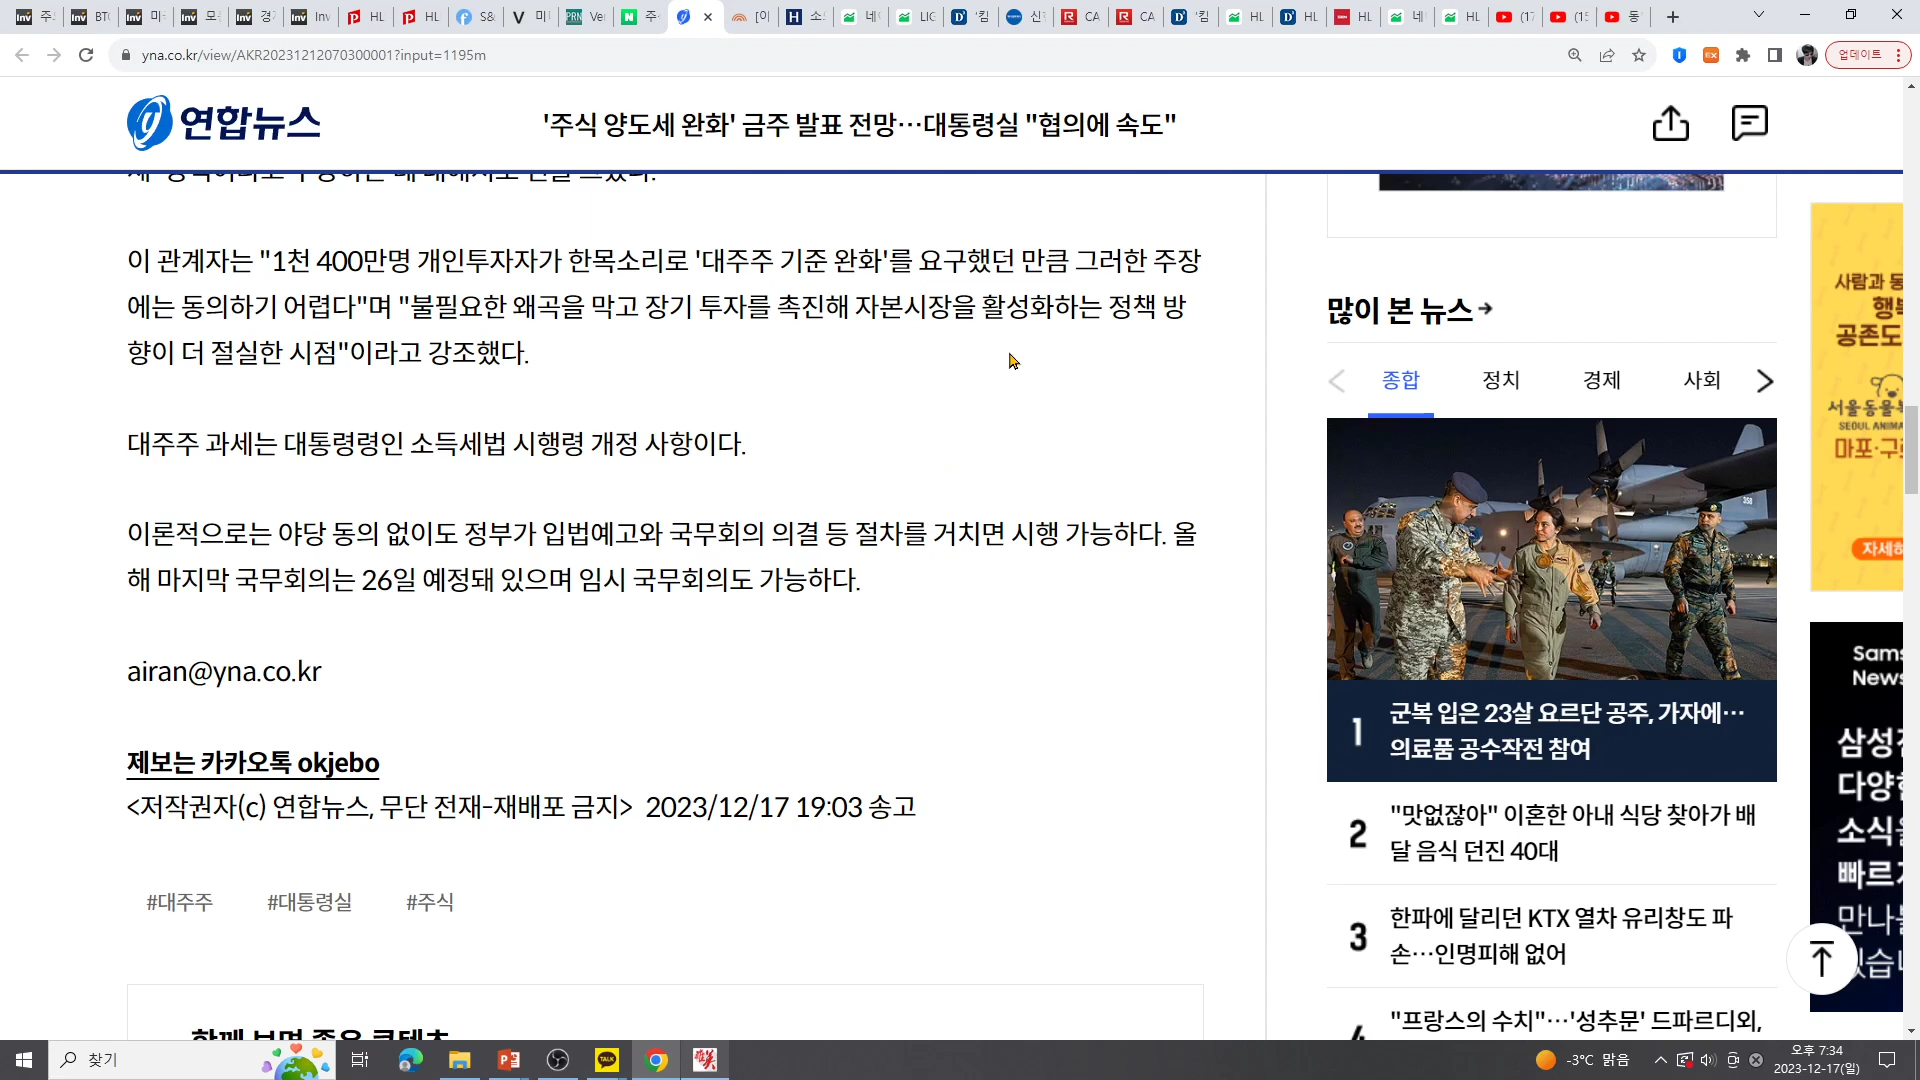 yna.co.kr/view/AKR20231212070300001?input=1195m
업데이트
연합뉴스
'주식 양도세 완화' 금주 발표 전망…대통령실 "협의에 속도"
이 관계자는 "1천 400만명 개인투자자가 한목소리로 '대주주 기준 완화'를 요구했던 만큼 그러한 주장
에는 동의하기 어렵다"며 "불필요한 왜곡을 막고 장기 투자를 촉진해 자본시장을 활성화하는 정책 방
향이 더 절실한 시점"이라고 강조했다.
대주주 과세는 대통령령인 소득세법 시행령 개정 사항이다.
이론적으로는 야당 동의 없이도 정부가 입법예고와 국무회의 의결 등 절차를 거치면 시행 가능하다. 올
해 마지막 국무회의는 26일 예정돼 있으며 임시 국무회의도 가능하다.
airan@yna.co.kr
제보는 카카오톡 okjebo
<저작권자(c) 연합뉴스, 무단 전재-재배포 금지> 2023/12/17 19:03 송고
#대주주 #대통령실 #주식
함께 보면 좋은 콘텐츠
많이 본 뉴스
종합 정치 경제 사회
1 군복 입은 23살 요르단 공주, 가자에…
의료품 공수작전 참여
2 "맛없잖아" 이혼한 아내 식당 찾아가 배
달 음식 던진 40대
3 한파에 달리던 KTX 열차 유리창도 파
손…인명피해 없어
4 "프랑스의 수치"…'성추문' 드파르디외,
사람과 동
행복
공존도
SEOUL ANIMA
마포·구로
자세히
Sams
News
삼성전
다양한
소식을
빠르게
만나볼
찾기
-3°C 맑음
오후 7:34
2023-12-17(일)